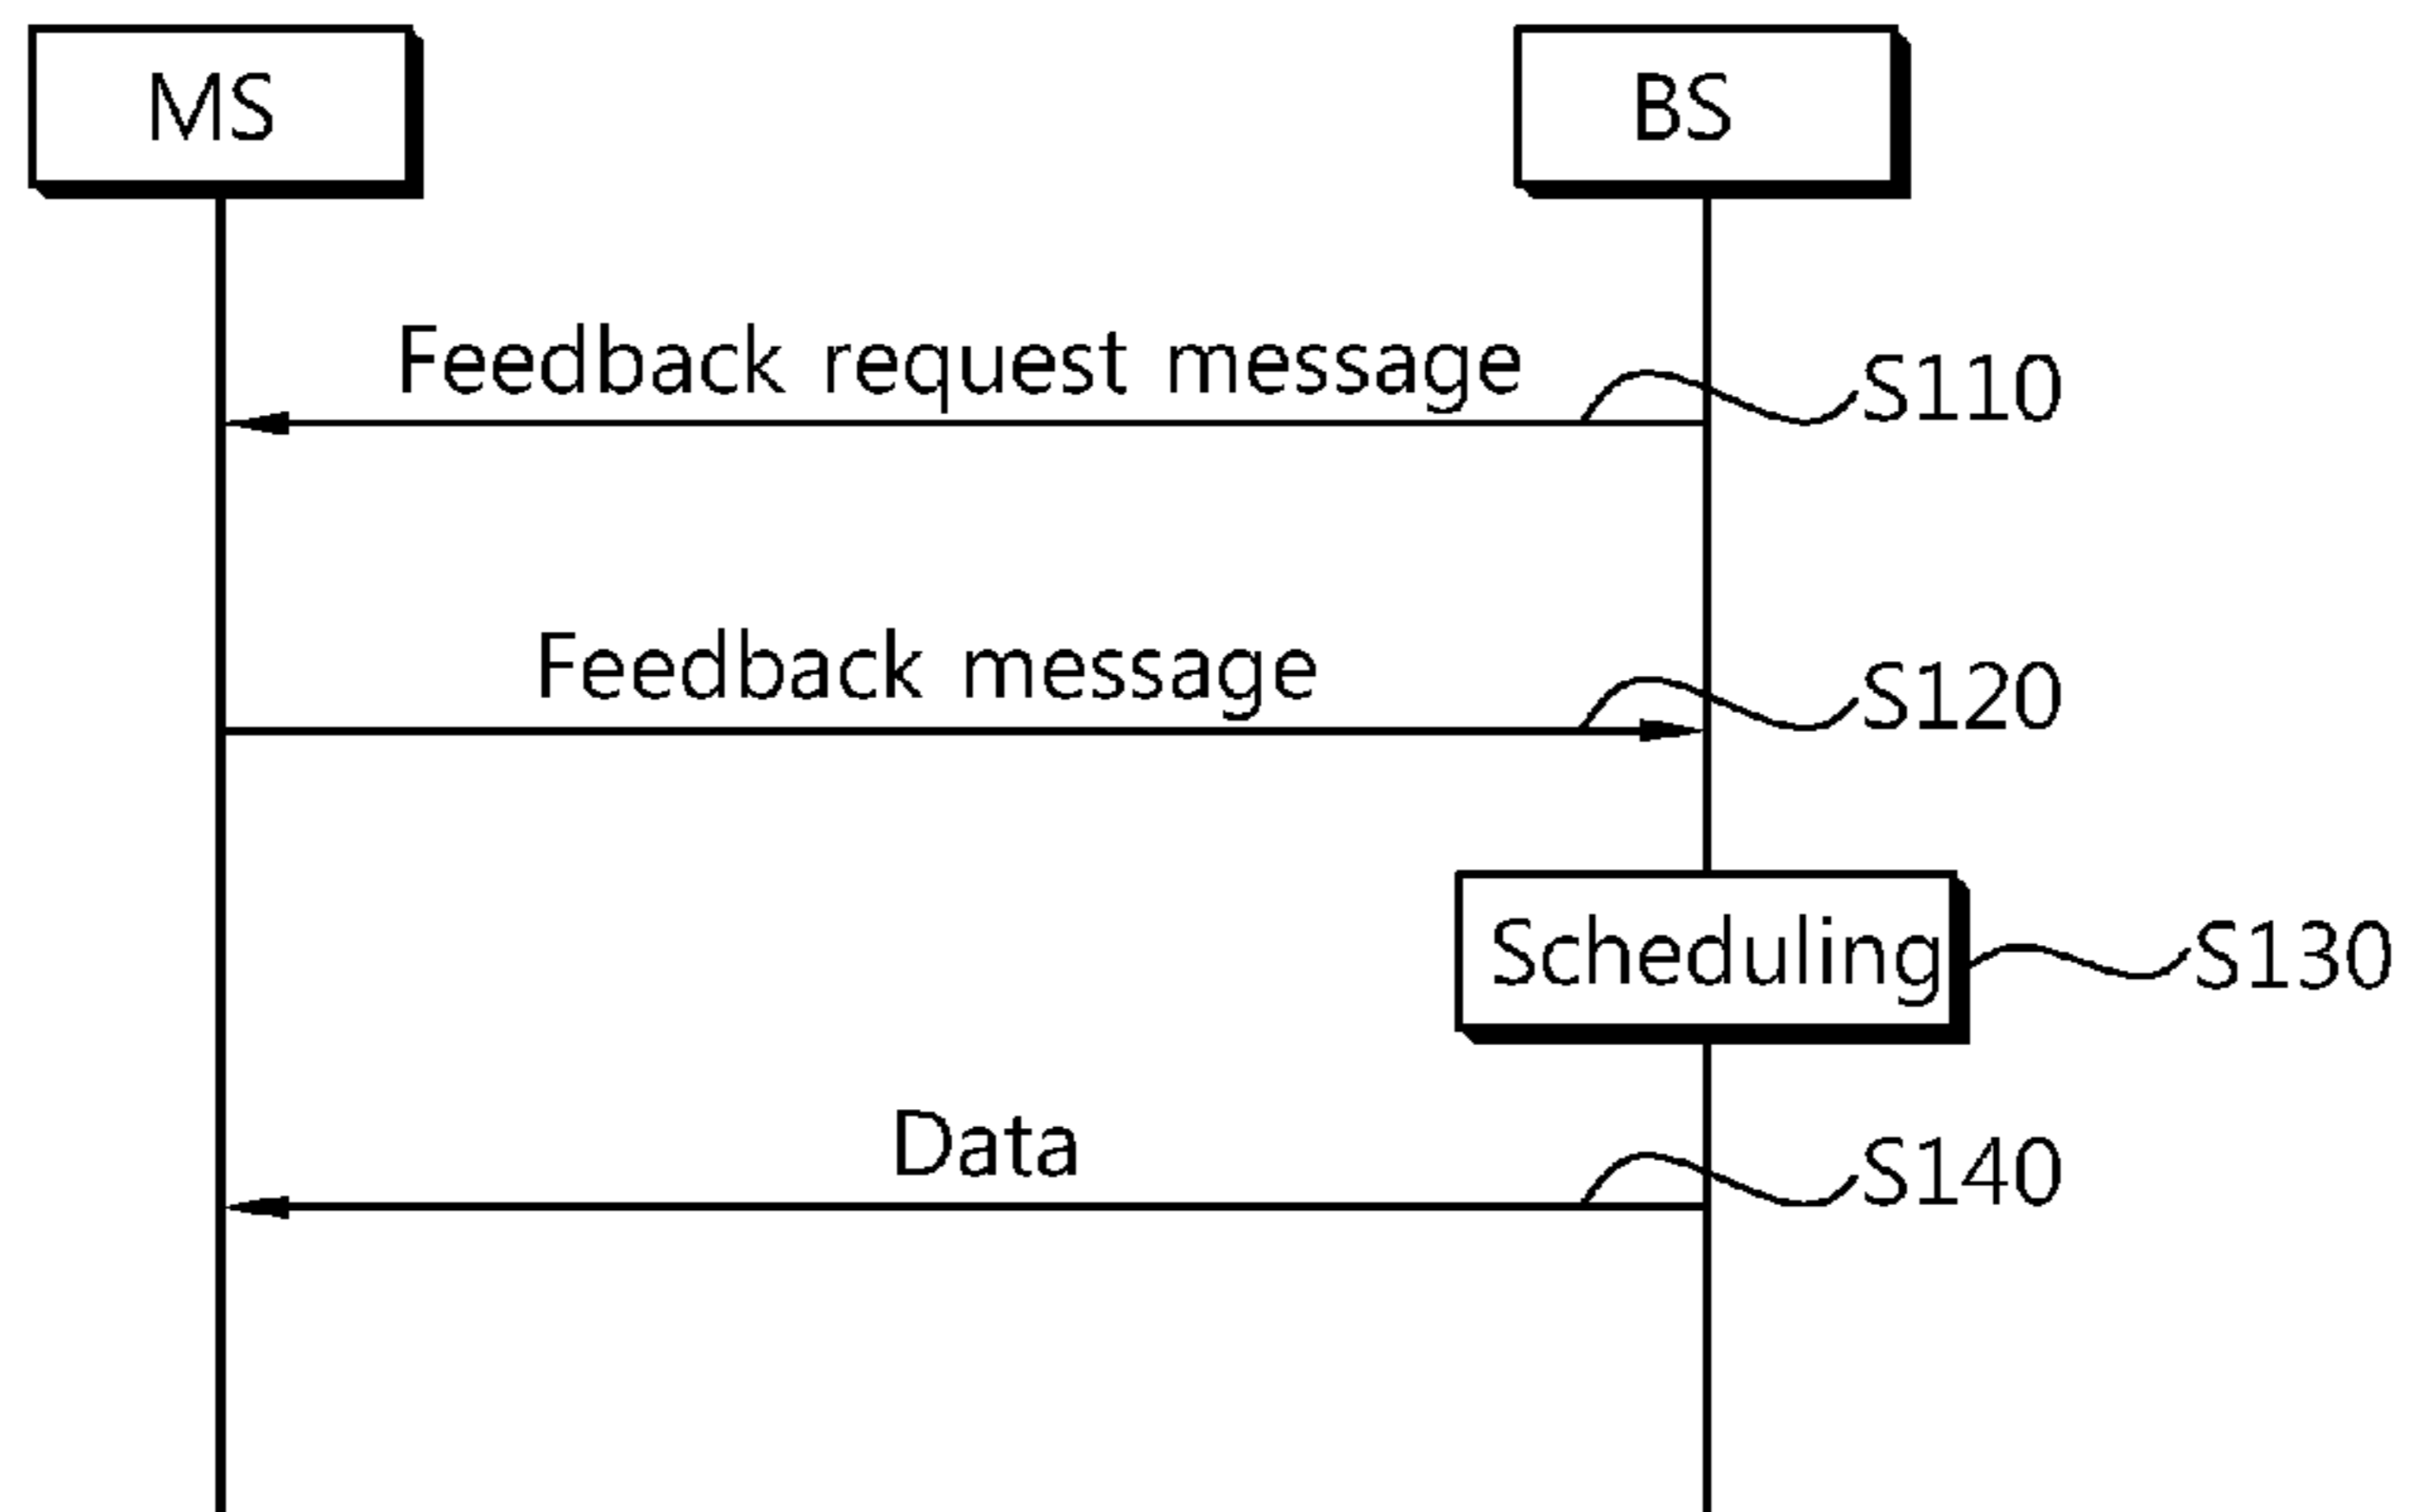 MS
BS
Feedback request message
S110
Feedback message
S120
Scheduling
S130
Data
S140